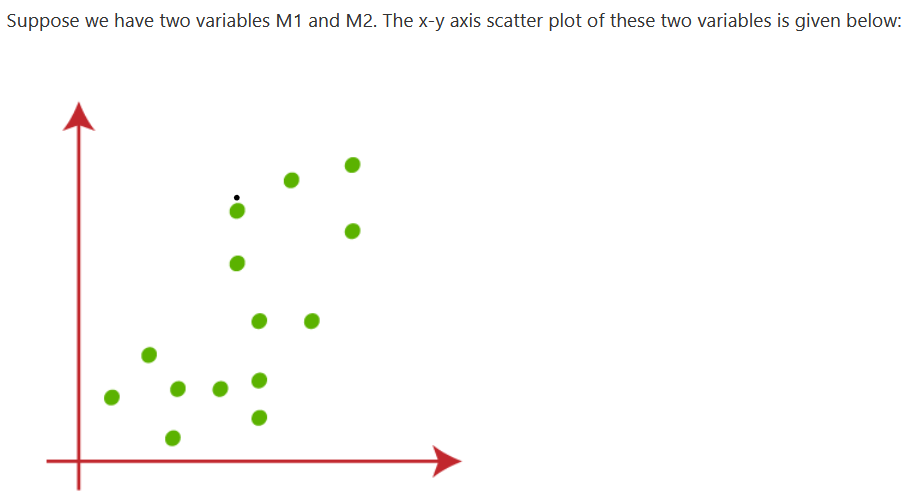 Suppose we have two variables M1 and M2. The x-y axis scatter plot of these two variables is given below: